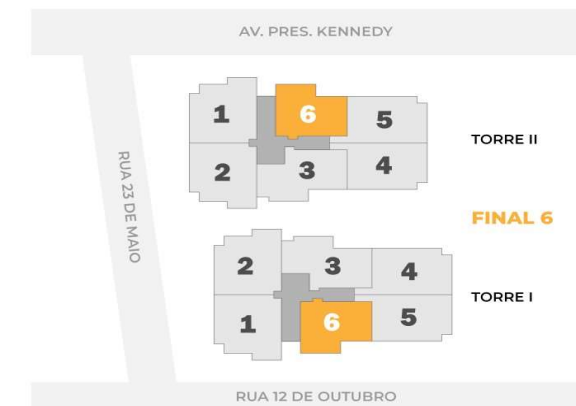 AV. PRES. KENNEDY
1
6
5
TORRE II
2
3
4
RUA 23 DE MAIO
FINAL 6
2
3
4
TORRE I
1
6
5
RUA 12 DE OUTUBRO